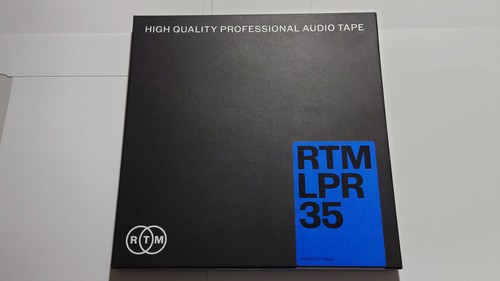 HIGH QUALITY PROFESSIONAL AUDIO TAPE
RTM
LPR
35
RTM